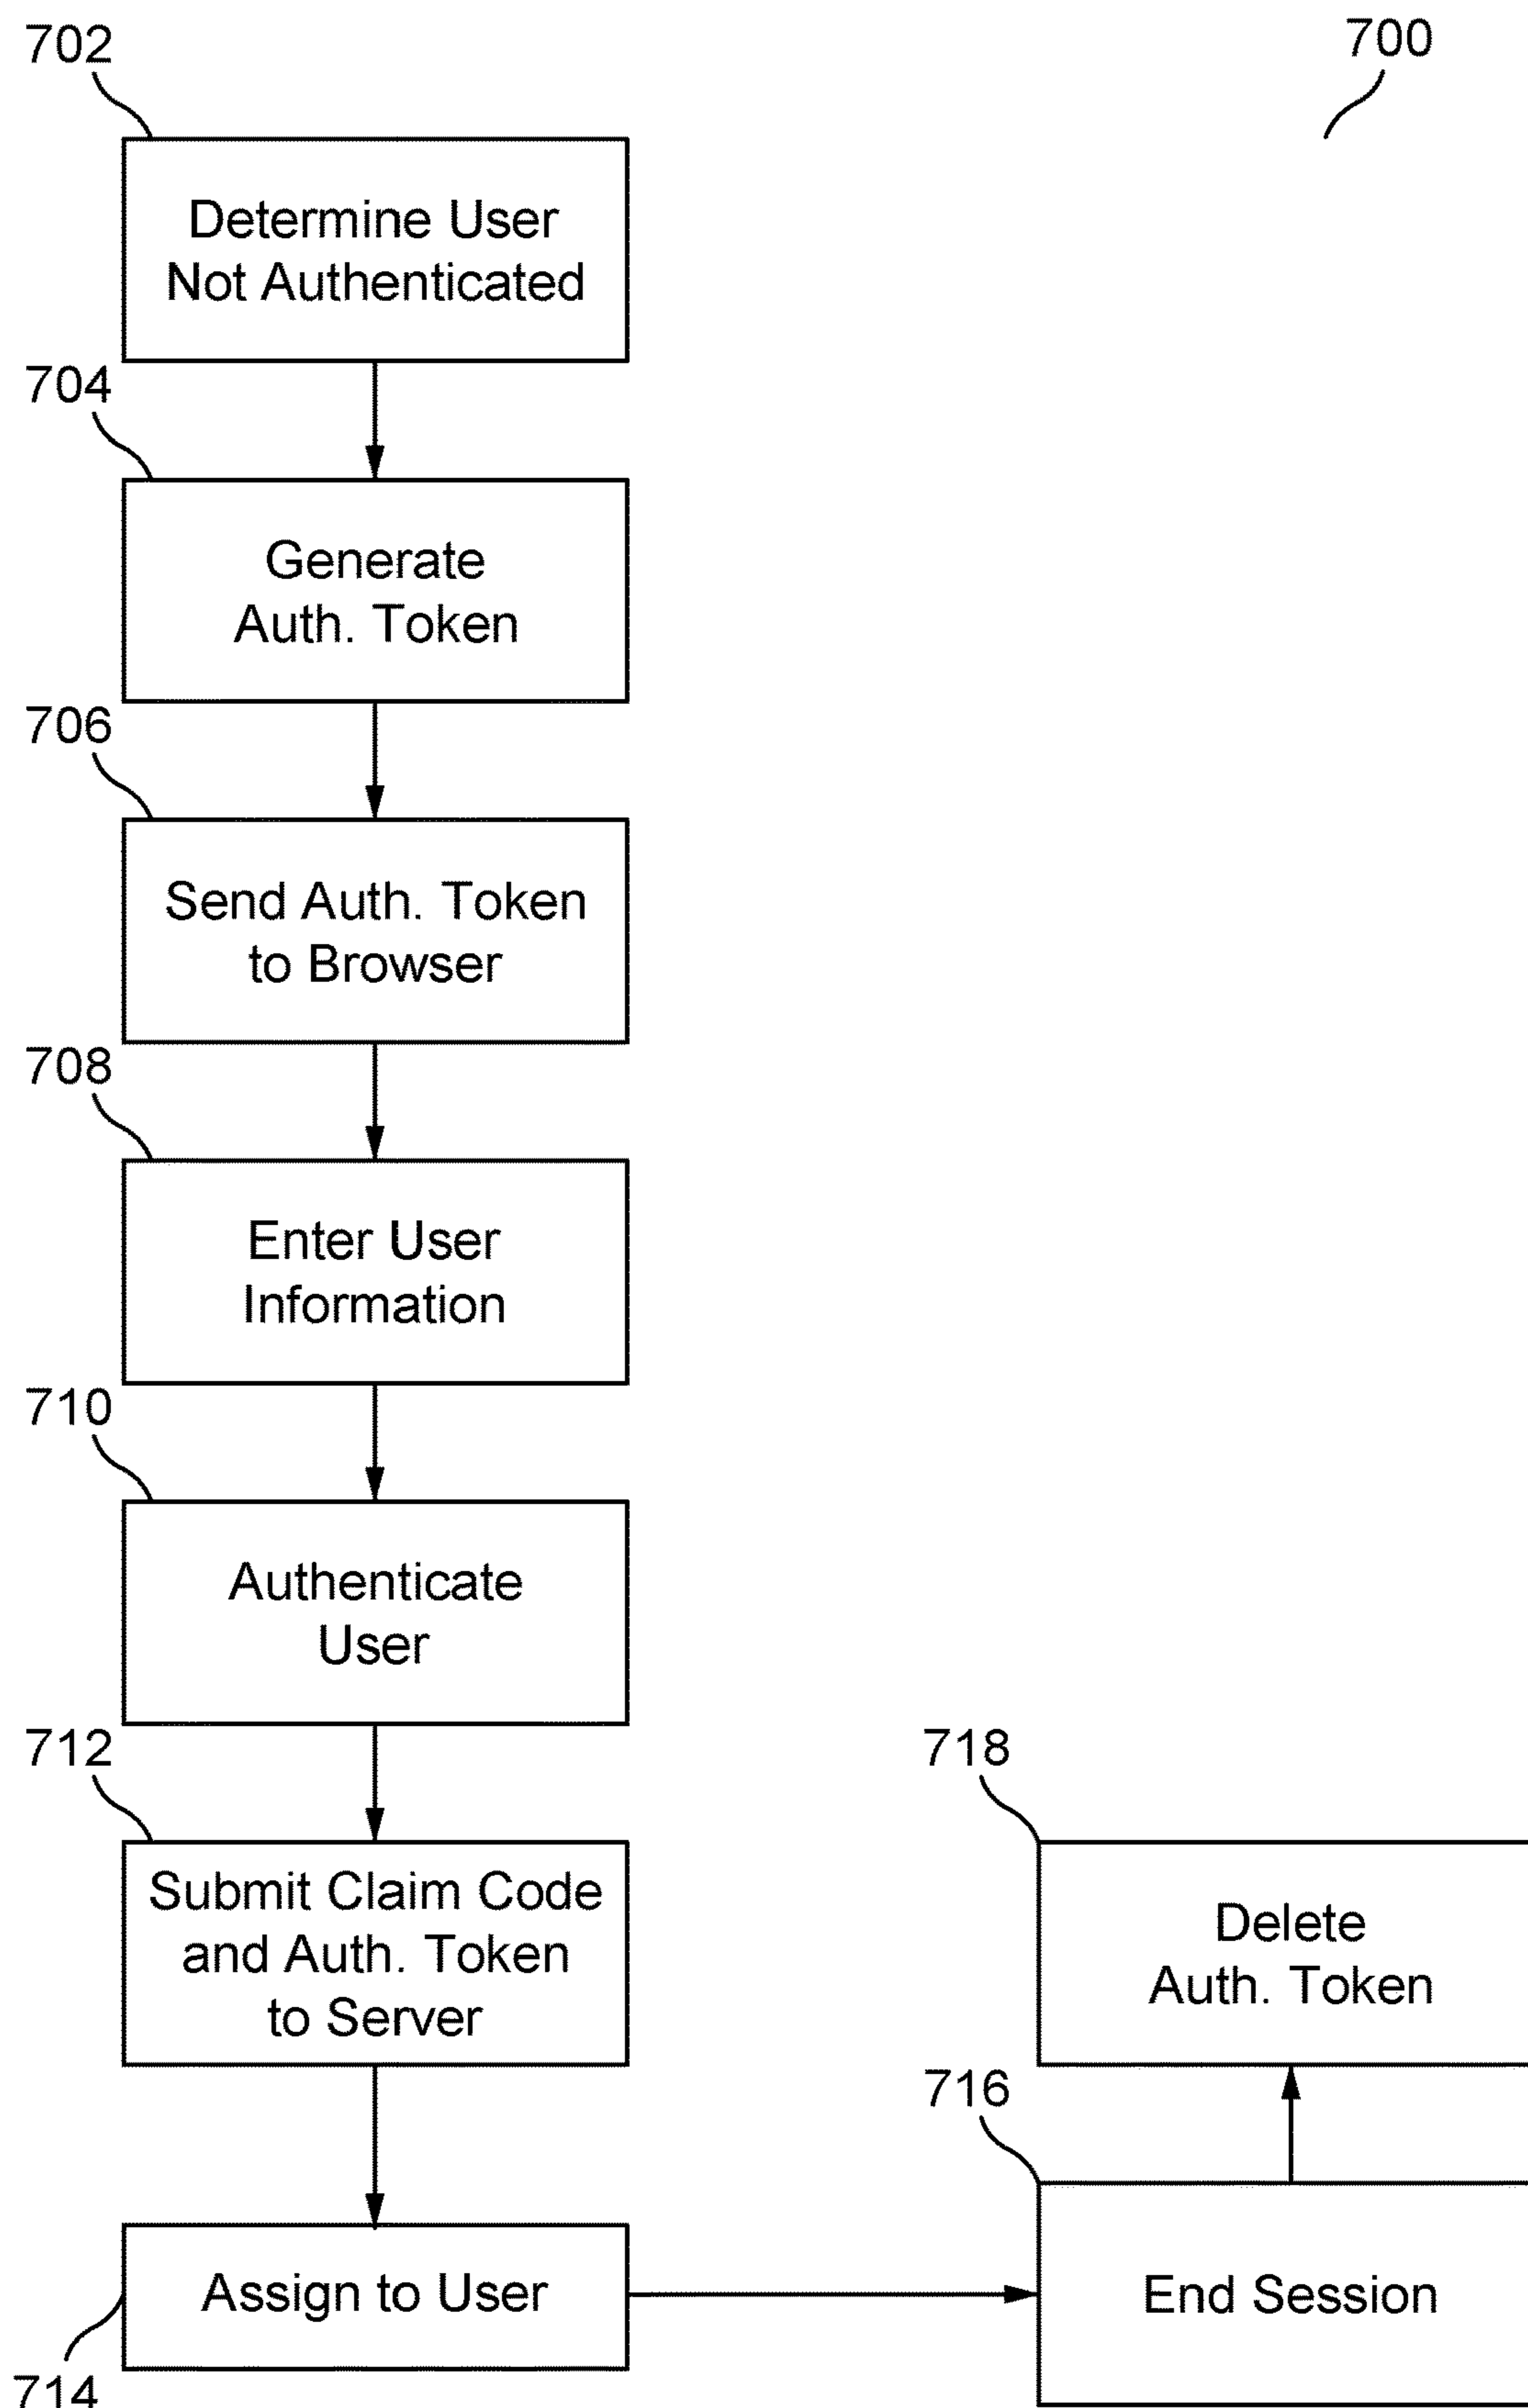 702
700
Determine User
Not Authenticated
704
Generate
Auth. Token
706
Send Auth. Token
to Browser
708
Enter User
Information
710
Authenticate
User
712
Submit Claim Code
and Auth. Token
to Server
714
Assign to User
716
End Session
718
Delete
Auth. Token